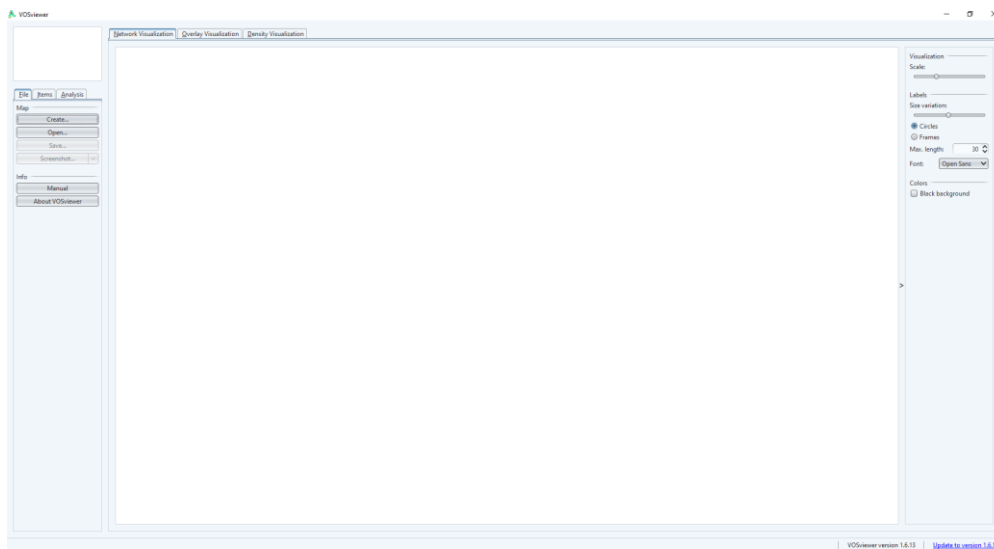 VOSviewer
Network Visualization Overlay Visualization Density Visualization
File Items Analysis
Map
Create...
Open...
Save...
Screenshot...
Info
Manual
About VOSviewer
Visualization
Scale:
Labels
Size variation:
Circles
Frames
Max. length: 30
Font: Open Sans
Colors
Black background
>
VOSviewer version 1.6.13 Update to version 1.6.